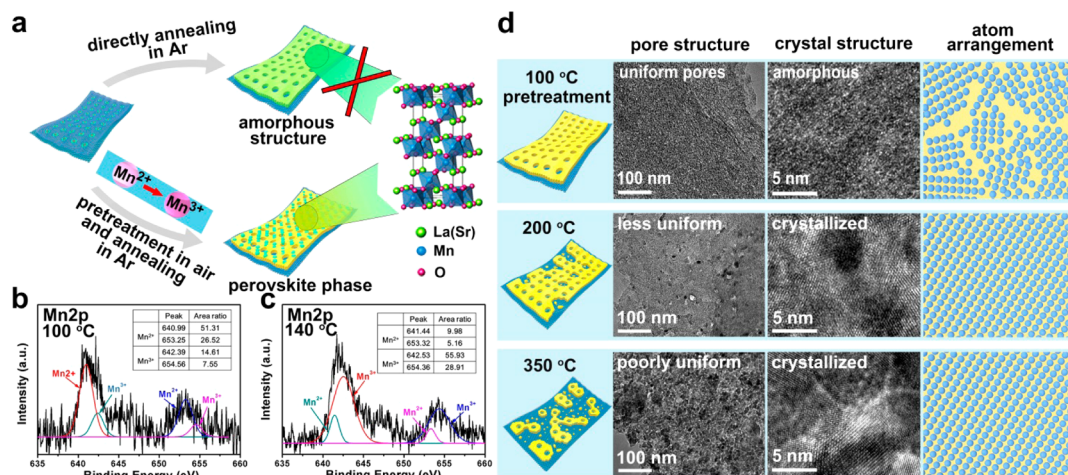 a
directly annealing
in Ar
amorphous
structure
Mn2+
Mn3+
pretreatment in air
and annealing
in Ar
perovskite phase
La(Sr)
Mn
O
b
Mn2p
100 °C
Peak Area ratio
Mn2+ 640.99 51.31
653.25 26.52
Mn3+ 642.39 14.61
654.56 7.55
Mn2+
Mn3+
Mn2+
Mn3+
Intensity (a.u.)
635 640 645 650 655 660
Binding Energy (eV)
c
Mn2p
140 °C
Peak Area ratio
Mn2+ 641.44 9.98
653.32 5.16
Mn3+ 642.53 55.93
654.36 28.91
Mn2+
Mn3+
Mn2+
Mn3+
Intensity (a.u.)
635 640 645 650 655 660
Binding Energy (eV)
d
pore structure
crystal structure
atom
arrangement
100 °C
pretreatment
uniform pores
100 nm
amorphous
5 nm
200 °C
less uniform
100 nm
crystallized
5 nm
350 °C
poorly uniform
100 nm
crystallized
5 nm